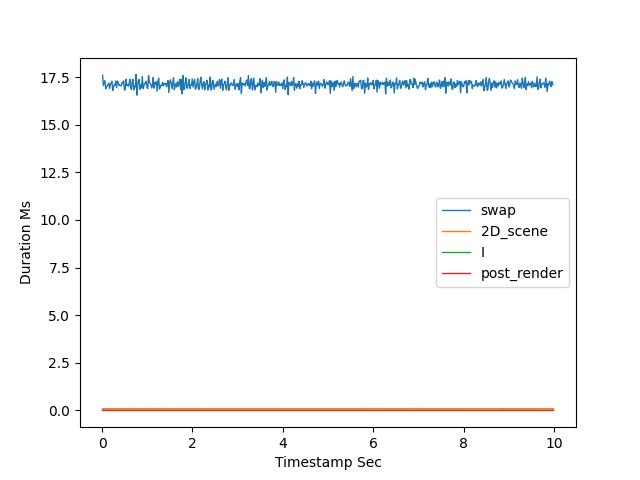 17.5
15.0
12.5
10.0
7.5
5.0
2.5
0.0
Duration Ms
swap
2D_scene
I
post_render
0 2 4 6 8 10
Timestamp Sec